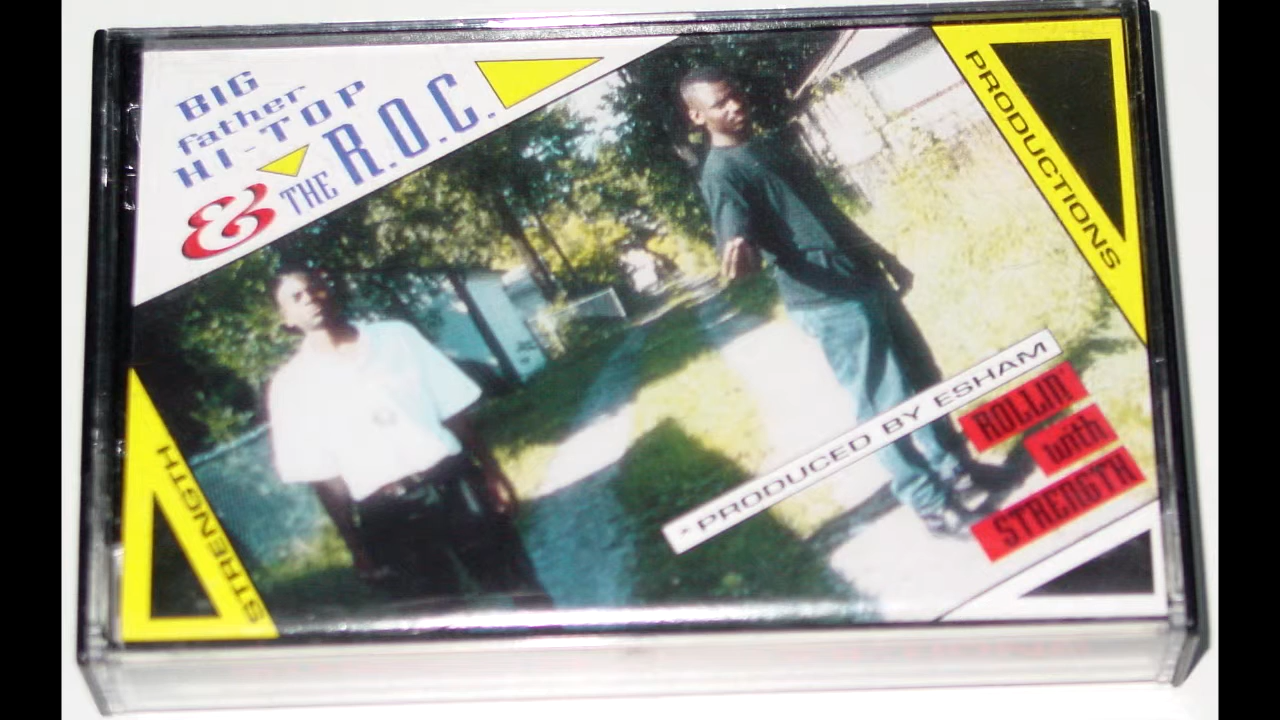 BIG
father
HI-TOP
& THE R.O.C.
PRODUCTIONS
STRENGTH
* PRODUCED BY ESHAM
ROLLIN'
with
STRENGTH